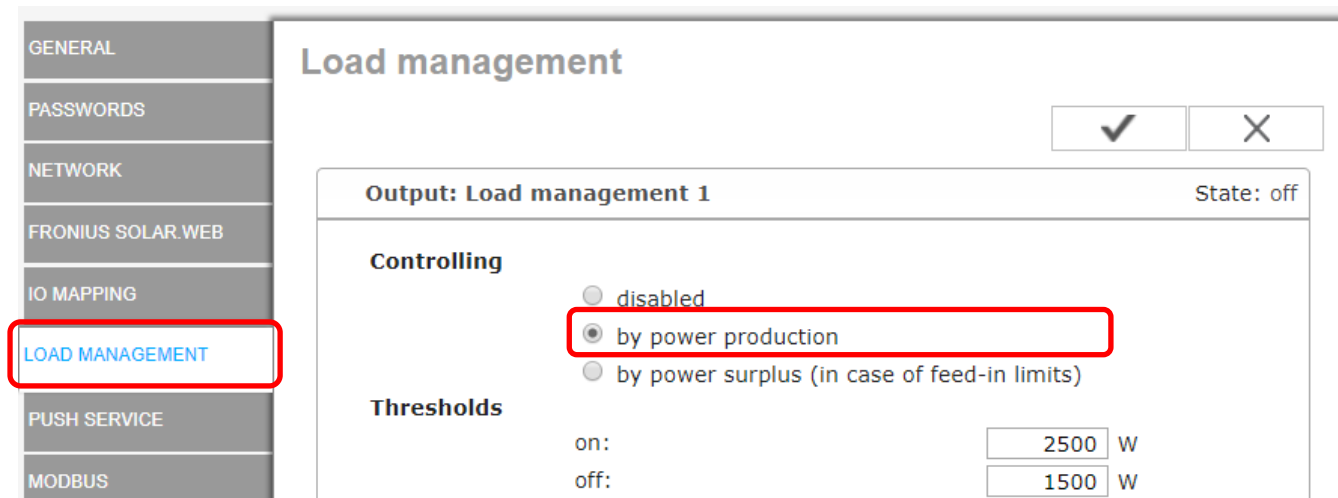 GENERAL
PASSWORDS
NETWORK
FRONIUS SOLAR.WEB
IO MAPPING
LOAD MANAGEMENT
PUSH SERVICE
MODBUS
Load management
Output: Load management 1 State: off
Controlling
disabled
by power production
by power surplus (in case of feed-in limits)
Thresholds
on: 2500 W
off: 1500 W